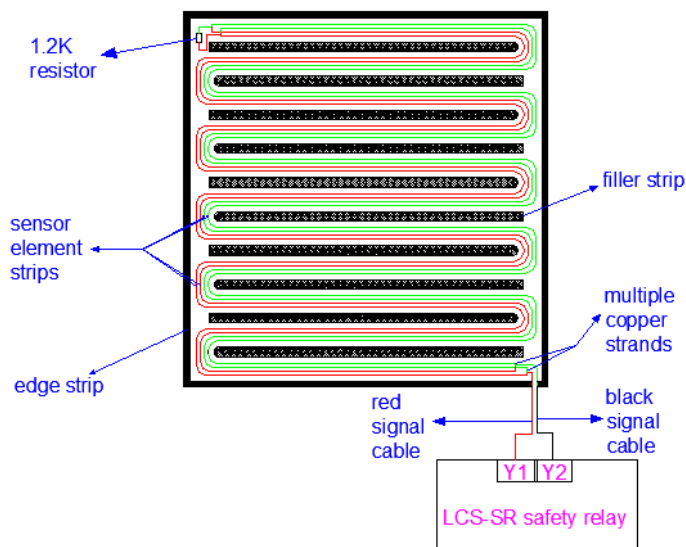 1.2K
resistor
filler strip
sensor
element
strips
multiple
copper
strands
edge strip
red
signal
cable
black
signal
cable
Y1 Y2
LCS-SR safety relay